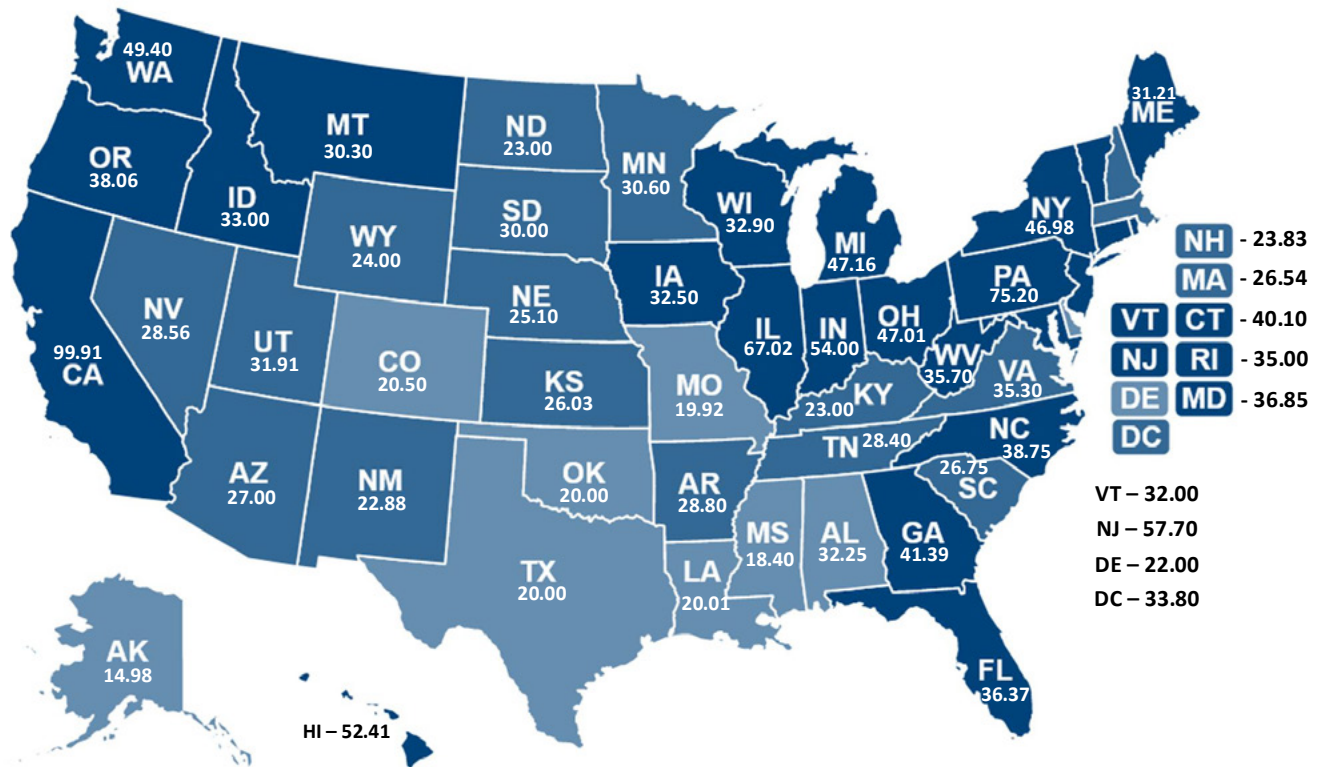 49.40
WA
OR
38.06
MT
30.30
ID
33.00
WY
24.00
ND
23.00
SD
30.00
MN
30.60
WI
32.90
MI
47.16
NY
46.98
31.21
ME
NH - 23.83
MA - 26.54
VT CT - 40.10
NJ RI - 35.00
DE MD - 36.85
DC
VT – 32.00
NJ – 57.70
DE – 22.00
DC – 33.80
99.91
CA
NV
28.56
UT
31.91
CO
20.50
NE
25.10
KS
26.03
IA
32.50
MO
19.92
IL
67.02
IN
54.00
OH
47.01
PA
75.20
WV
35.70
VA
35.30
23.00 KY
TN 28.40
NC
38.75
26.75
SC
AZ
27.00
NM
22.88
OK
20.00
AR
28.80
TX
20.00
LA
20.01
MS
18.40
AL
32.25
GA
41.39
FL
36.37
AK
14.98
HI – 52.41